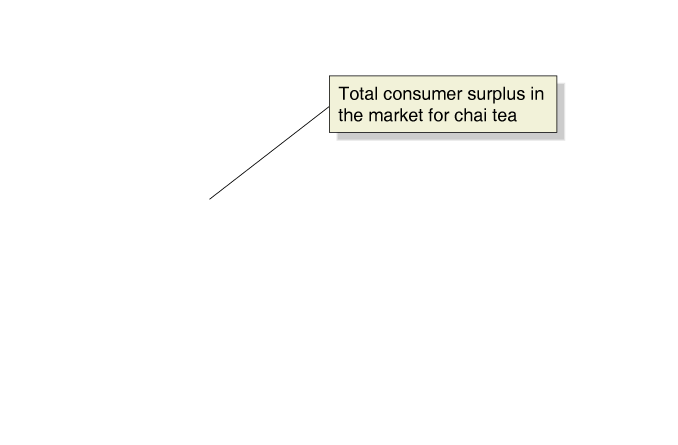 Total consumer surplus in
the market for chai tea